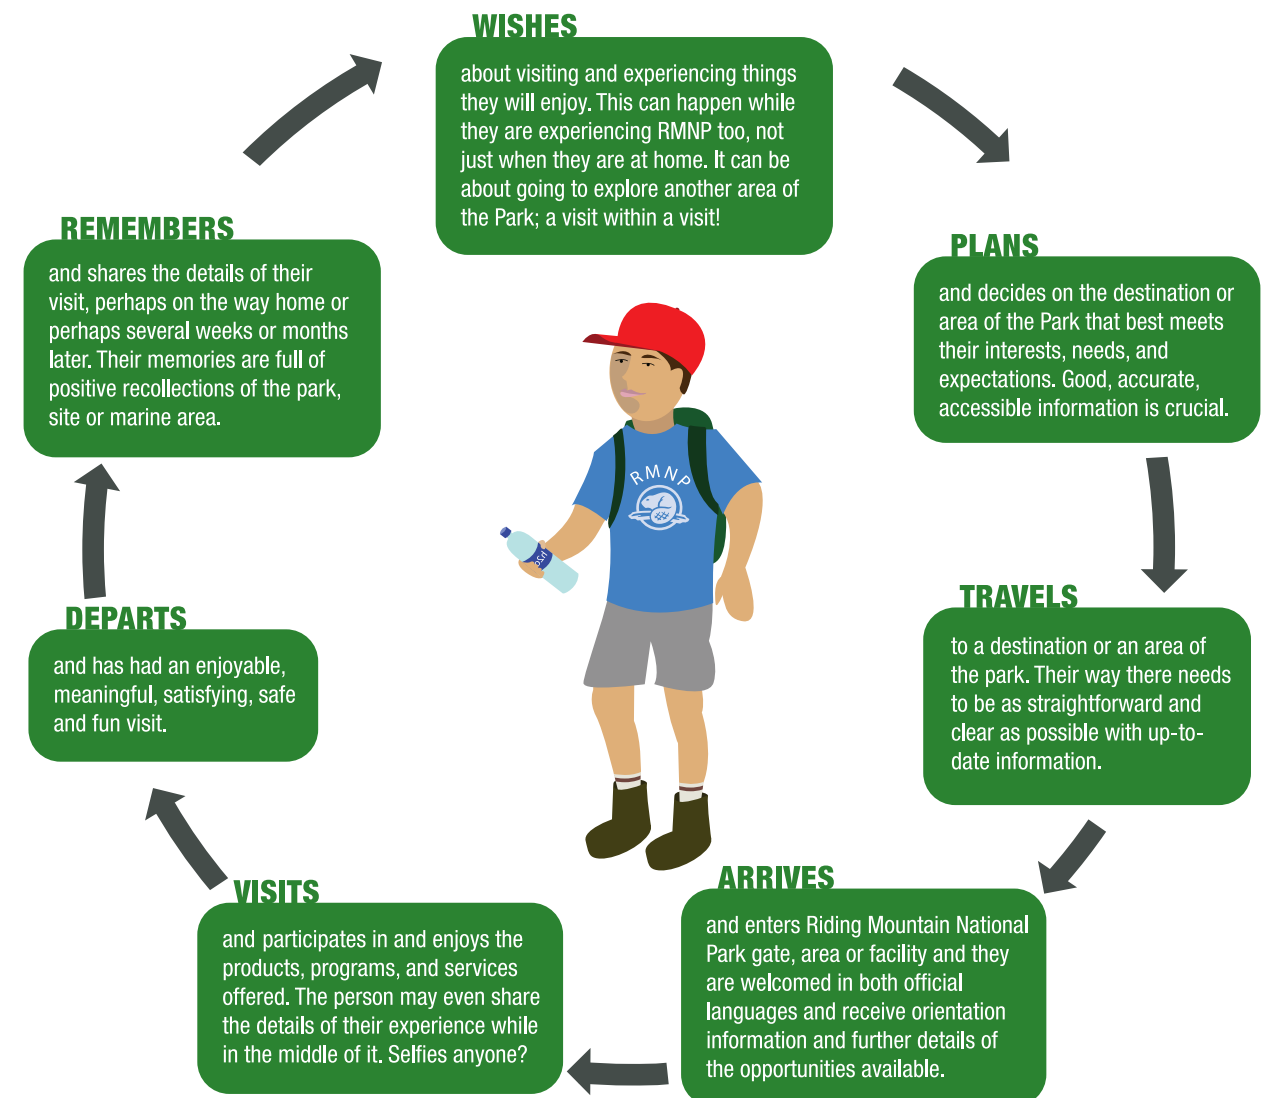 WISHES
about visiting and experiencing things
they will enjoy. This can happen while
they are experiencing RMNP too, not
just when they are at home. It can be
about going to explore another area of
the Park; a visit within a visit!
PLANS
and decides on the destination or
area of the Park that best meets
their interests, needs, and
expectations. Good, accurate,
accessible information is crucial.
TRAVELS
to a destination or an area of
the park. Their way there needs
to be as straightforward and
clear as possible with up-to-
date information.
ARRIVES
and enters Riding Mountain National
Park gate, area or facility and they
are welcomed in both official
languages and receive orientation
information and further details of
the opportunities available.
VISITS
and participates in and enjoys the
products, programs, and services
offered. The person may even share
the details of their experience while
in the middle of it. Selfies anyone?
DEPARTS
and has had an enjoyable,
meaningful, satisfying, safe
and fun visit.
REMEMBERS
and shares the details of their
visit, perhaps on the way home or
perhaps several weeks or months
later. Their memories are full of
positive recollections of the park,
site or marine area.
RMNP